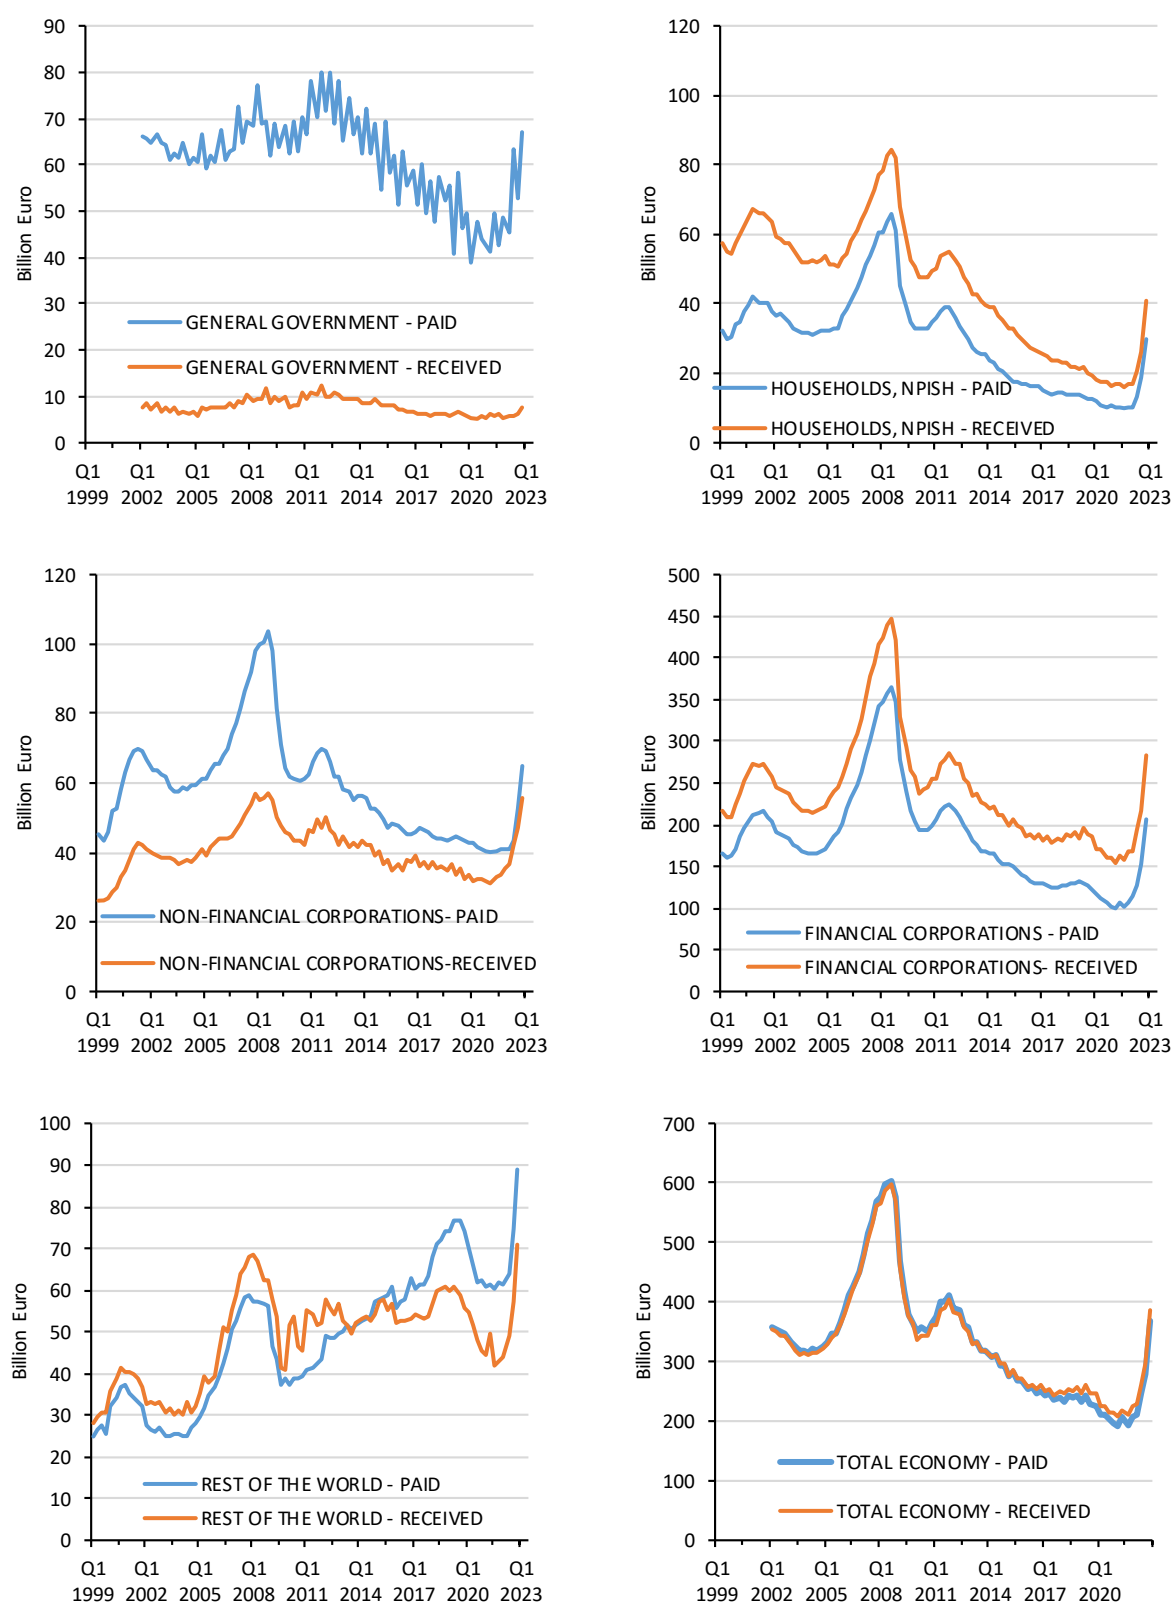 90
80
70
60
50
40
30
20
10
0
Billion Euro
GENERAL GOVERNMENT - PAID
GENERAL GOVERNMENT - RECEIVED
Q1 Q1 Q1 Q1 Q1 Q1 Q1 Q1 Q1
1999 2002 2005 2008 2011 2014 2017 2020 2023
120
100
80
60
40
20
0
Billion Euro
HOUSEHOLDS, NPISH - PAID
HOUSEHOLDS, NPISH - RECEIVED
Q1 Q1 Q1 Q1 Q1 Q1 Q1 Q1 Q1
1999 2002 2005 2008 2011 2014 2017 2020 2023
120
100
80
60
40
20
0
Billion Euro
NON-FINANCIAL CORPORATIONS- PAID
NON-FINANCIAL CORPORATIONS-RECEIVED
Q1 Q1 Q1 Q1 Q1 Q1 Q1 Q1 Q1
1999 2002 2005 2008 2011 2014 2017 2020 2023
500
450
400
350
300
250
200
150
100
50
0
Billion Euro
FINANCIAL CORPORATIONS - PAID
FINANCIAL CORPORATIONS- RECEIVED
Q1 Q1 Q1 Q1 Q1 Q1 Q1 Q1 Q1
1999 2002 2005 2008 2011 2014 2017 2020 2023
100
90
80
70
60
50
40
30
20
10
0
Billion Euro
REST OF THE WORLD - PAID
REST OF THE WORLD - RECEIVED
Q1 Q1 Q1 Q1 Q1 Q1 Q1 Q1 Q1
1999 2002 2005 2008 2011 2014 2017 2020 2023
700
600
500
400
300
200
100
0
Billion Euro
TOTAL ECONOMY - PAID
TOTAL ECONOMY - RECEIVED
Q1 Q1 Q1 Q1 Q1 Q1 Q1 Q1
1999 2002 2005 2008 2011 2014 2017 2020